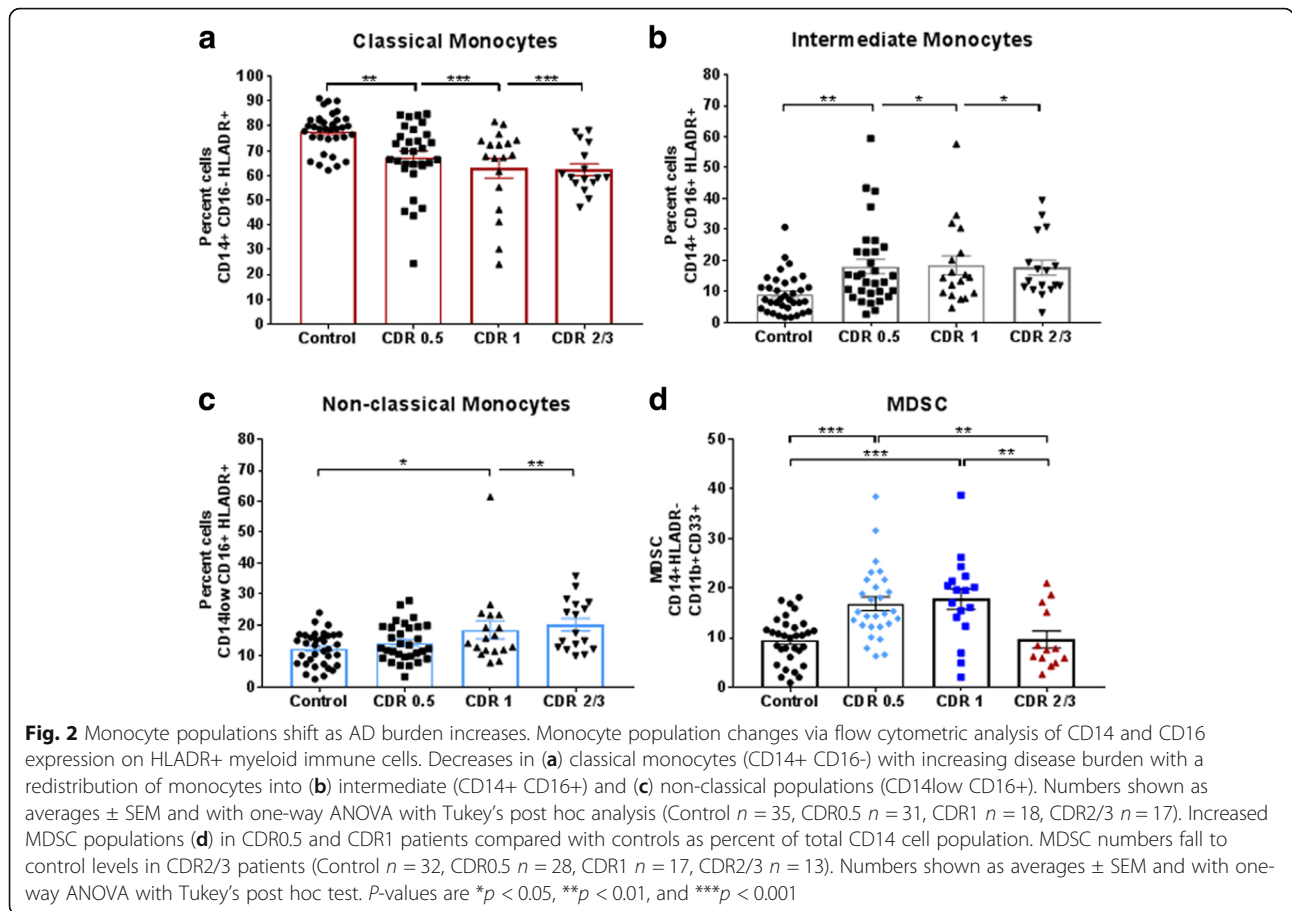 a
Classical Monocytes
Percent cells
CD14+ CD16- HLADR+
100
90
80
70
60
50
40
30
20
10
0
** *** ***
Control CDR 0.5 CDR 1 CDR 2/3
b
Intermediate Monocytes
Percent cells
CD14+ CD16+ HLADR+
80
70
60
50
40
30
20
10
0
** * *
Control CDR 0.5 CDR 1 CDR 2/3
c
Non-classical Monocytes
Percent cells
CD14low CD16+ HLADR+
80
70
60
50
40
30
20
10
0
* **
Control CDR 0.5 CDR 1 CDR 2/3
d
MDSC
MDSC
CD14+HLADR-
CD11b+CD33+
50
40
30
20
10
0
*** **
*** **
Control CDR 0.5 CDR 1 CDR 2/3
Fig. 2 Monocyte populations shift as AD burden increases. Monocyte population changes via flow cytometric analysis of CD14 and CD16
expression on HLADR+ myeloid immune cells. Decreases in (a) classical monocytes (CD14+ CD16-) with increasing disease burden with a
redistribution of monocytes into (b) intermediate (CD14+ CD16+) and (c) non-classical populations (CD14low CD16+). Numbers shown as
averages ± SEM and with one-way ANOVA with Tukey's post hoc analysis (Control n = 35, CDR0.5 n = 31, CDR1 n = 18, CDR2/3 n = 17). Increased
MDSC populations (d) in CDR0.5 and CDR1 patients compared with controls as percent of total CD14 cell population. MDSC numbers fall to
control levels in CDR2/3 patients (Control n = 32, CDR0.5 n = 28, CDR1 n = 17, CDR2/3 n = 13). Numbers shown as averages ± SEM and with one-
way ANOVA with Tukey's post hoc test. P-values are *p < 0.05, **p < 0.01, and ***p < 0.001